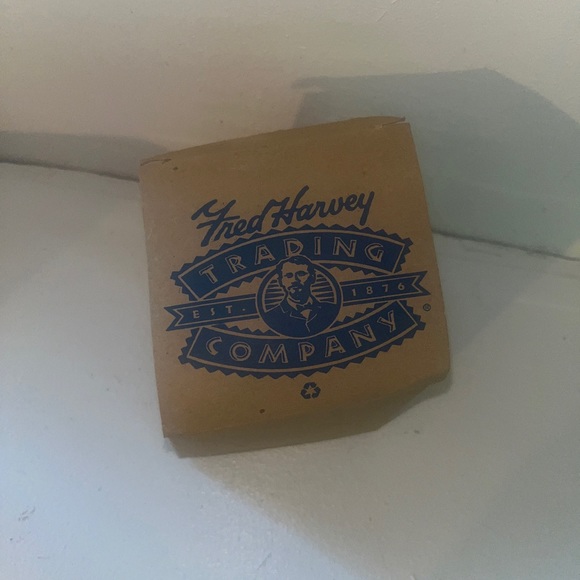 Fred Harvey
TRADING
EST. 1876
COMPANY